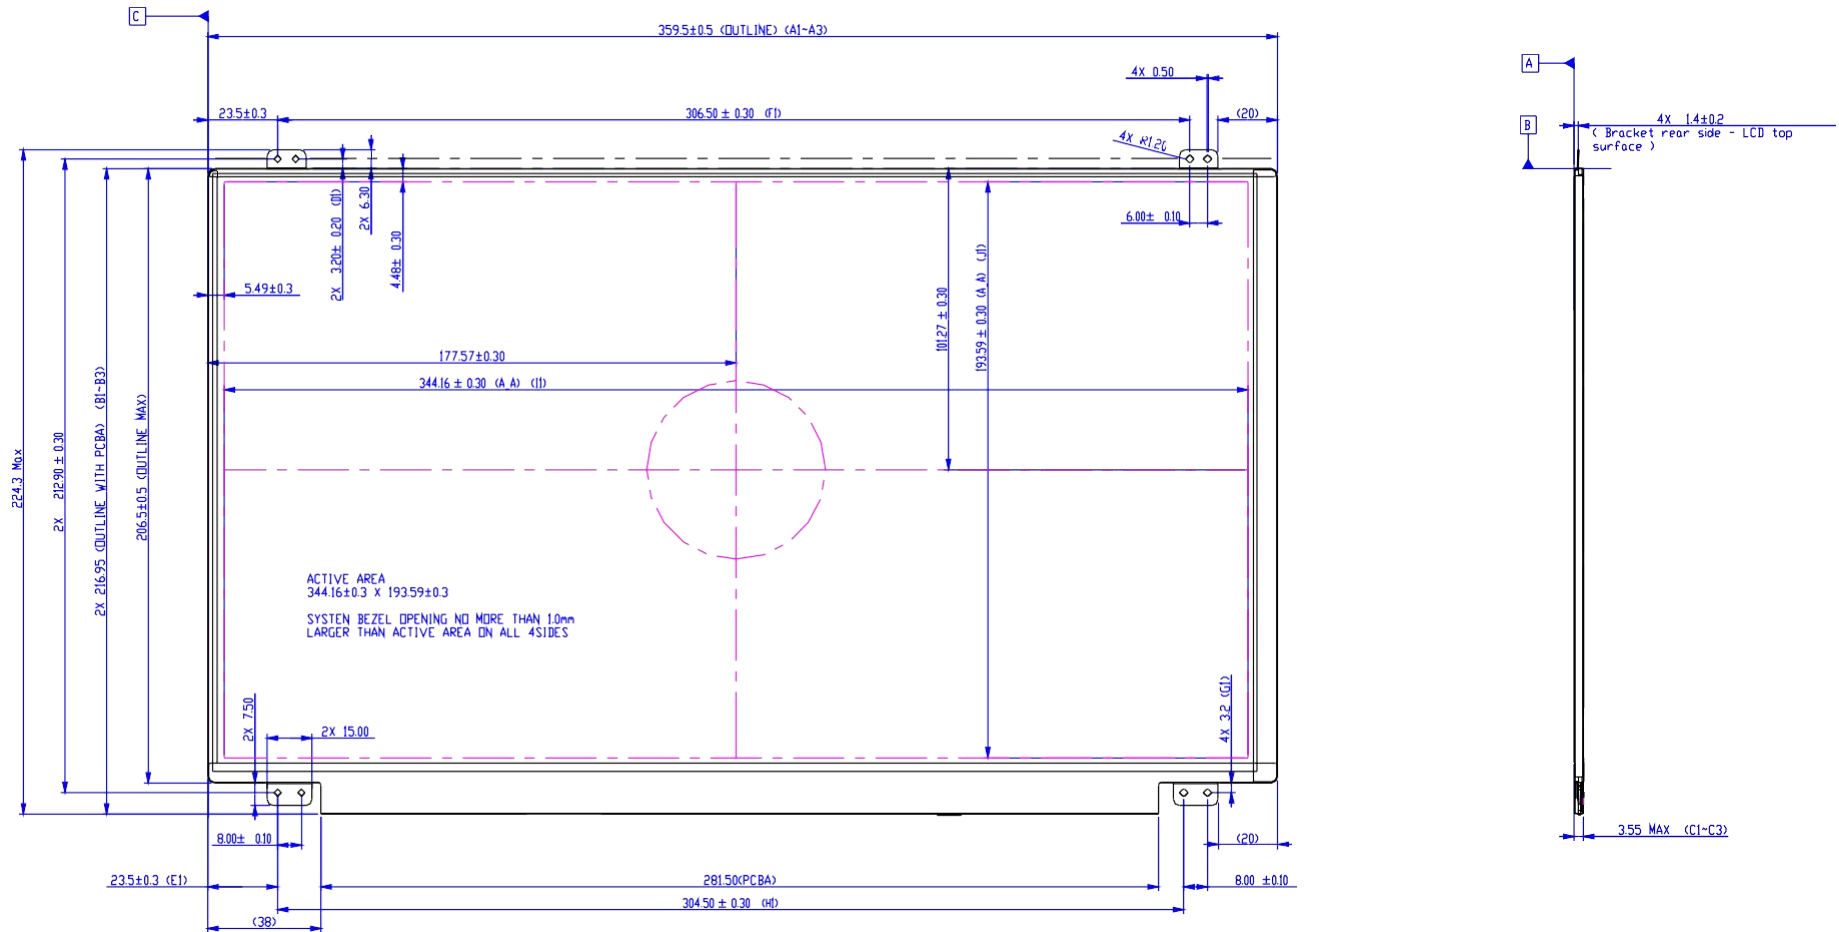 C
359.5±0.5 (OUTLINE) (A1~A3)
A
4X 0.50
23.5±0.3
306.50 ± 0.30 (F1)
(20)
B
4X 1.4±0.2
( Bracket rear side - LCD top
surface )
4X R1.20
2X 3.20± 0.20 (D1)
2X 6.30
4.48± 0.30
6.00± 0.10
5.49±0.3
101.27 ± 0.30
193.59 ± 0.30 (A_A) (J1)
177.57±0.30
344.16 ± 0.30 (A_A) (I1)
224.3 Max
2X 212.90 ± 0.30
2X 216.95 (OUTLINE WITH PCBA) (B1~B3)
206.5±0.5 (OUTLINE MAX)
ACTIVE AREA
344.16±0.3 X 193.59±0.3
SYSTEN BEZEL OPENING NO MORE THAN 1.0mm
LARGER THAN ACTIVE AREA ON ALL 4SIDES
2X 7.50
2X 15.00
4X 3.2 (G1)
8.00± 0.10
(20)
3.55 MAX (C1~C3)
23.5±0.3 (E1)
281.50(PCBA)
8.00 ±0.10
304.50 ± 0.30 (H1)
(38)